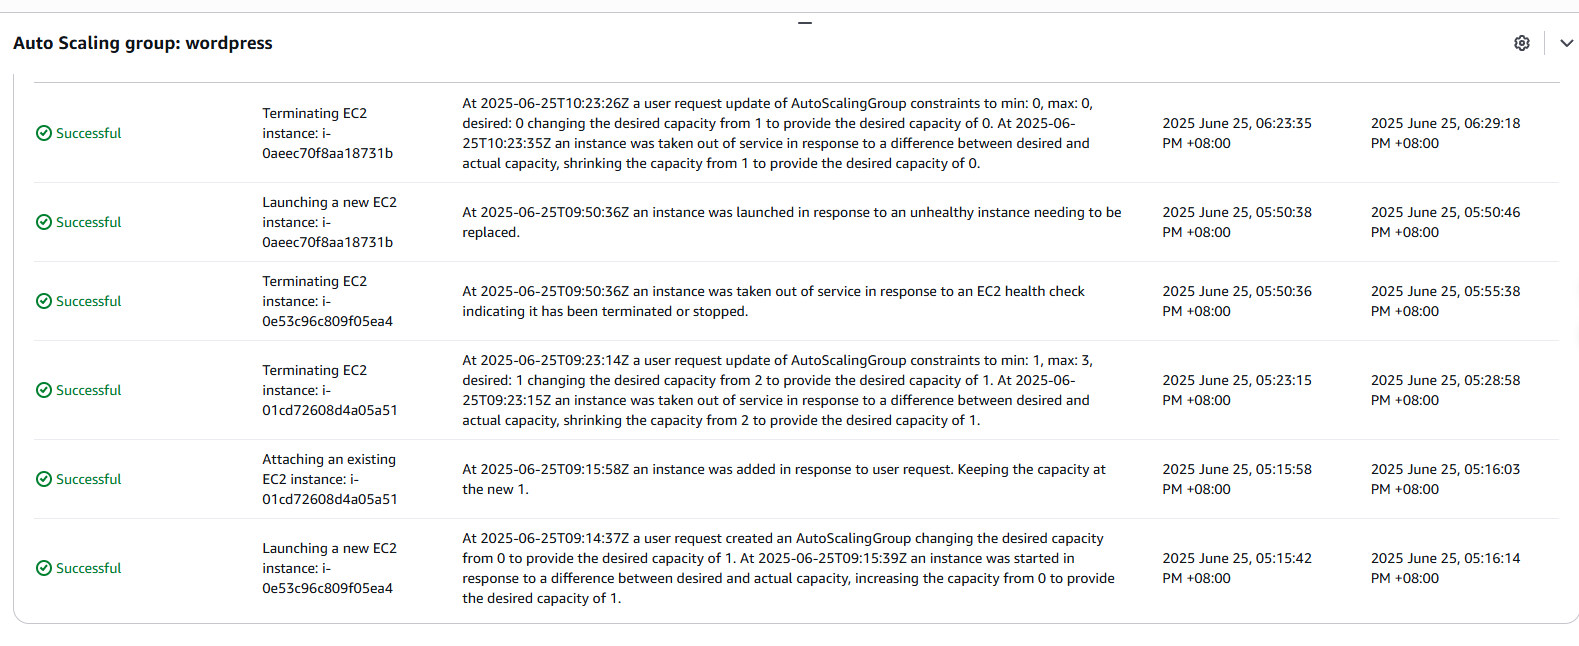 Auto Scaling group: wordpress
Successful
Terminating EC2
instance: i-
0aeec70f8aa18731b
At 2025-06-25T10:23:26Z a user request update of AutoScalingGroup constraints to min: 0, max: 0,
desired: 0 changing the desired capacity from 1 to provide the desired capacity of 0. At 2025-06-
25T10:23:35Z an instance was taken out of service in response to a difference between desired and
actual capacity, shrinking the capacity from 1 to provide the desired capacity of 0.
2025 June 25, 06:23:35
PM +08:00
2025 June 25, 06:29:18
PM +08:00
Successful
Launching a new EC2
instance: i-
0aeec70f8aa18731b
At 2025-06-25T09:50:36Z an instance was launched in response to an unhealthy instance needing to be
replaced.
2025 June 25, 05:50:38
PM +08:00
2025 June 25, 05:50:46
PM +08:00
Successful
Terminating EC2
instance: i-
0e53c96c809f05ea4
At 2025-06-25T09:50:36Z an instance was taken out of service in response to an EC2 health check
indicating it has been terminated or stopped.
2025 June 25, 05:50:36
PM +08:00
2025 June 25, 05:55:38
PM +08:00
Successful
Terminating EC2
instance: i-
01cd72608d4a05a51
At 2025-06-25T09:23:14Z a user request update of AutoScalingGroup constraints to min: 1, max: 3,
desired: 1 changing the desired capacity from 2 to provide the desired capacity of 1. At 2025-06-
25T09:23:15Z an instance was taken out of service in response to a difference between desired and
actual capacity, shrinking the capacity from 2 to provide the desired capacity of 1.
2025 June 25, 05:23:15
PM +08:00
2025 June 25, 05:28:58
PM +08:00
Successful
Attaching an existing
EC2 instance: i-
01cd72608d4a05a51
At 2025-06-25T09:15:58Z an instance was added in response to user request. Keeping the capacity at
the new 1.
2025 June 25, 05:15:58
PM +08:00
2025 June 25, 05:16:03
PM +08:00
Successful
Launching a new EC2
instance: i-
0e53c96c809f05ea4
At 2025-06-25T09:14:37Z a user request created an AutoScalingGroup changing the desired capacity
from 0 to provide the desired capacity of 1. At 2025-06-25T09:15:39Z an instance was started in
response to a difference between desired and actual capacity, increasing the capacity from 0 to provide
the desired capacity of 1.
2025 June 25, 05:15:42
PM +08:00
2025 June 25, 05:16:14
PM +08:00